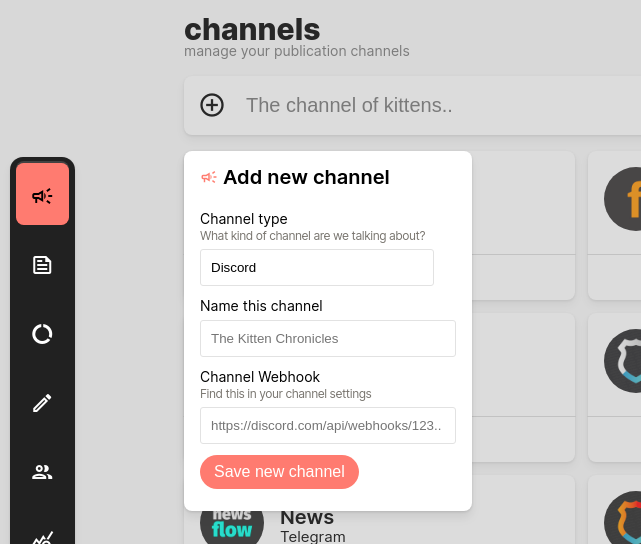 channels
manage your publication channels
The channel of kittens..
Add new channel
Channel type
What kind of channel are we talking about?
Discord
Name this channel
The Kitten Chronicles
Channel Webhook
Find this in your channel settings
https://discord.com/api/webhooks/123..
Save new channel
news
flow
News
Telegram